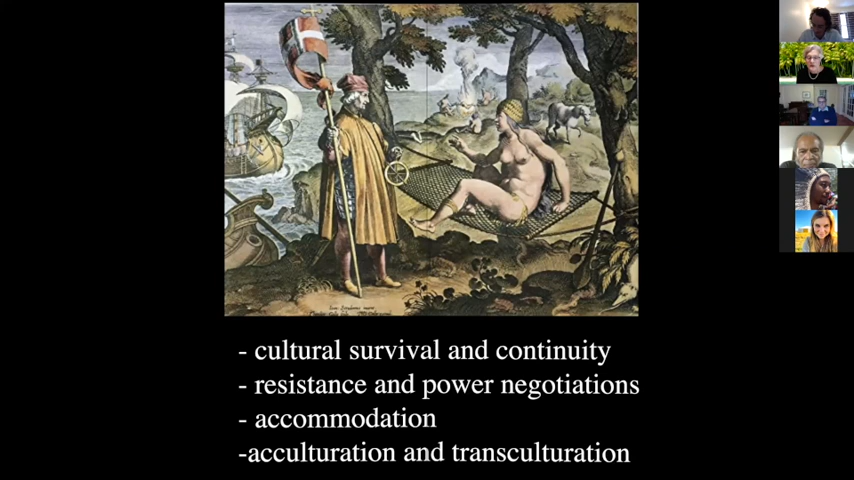 - cultural survival and continuity
- resistance and power negotiations
- accommodation
-acculturation and transculturation